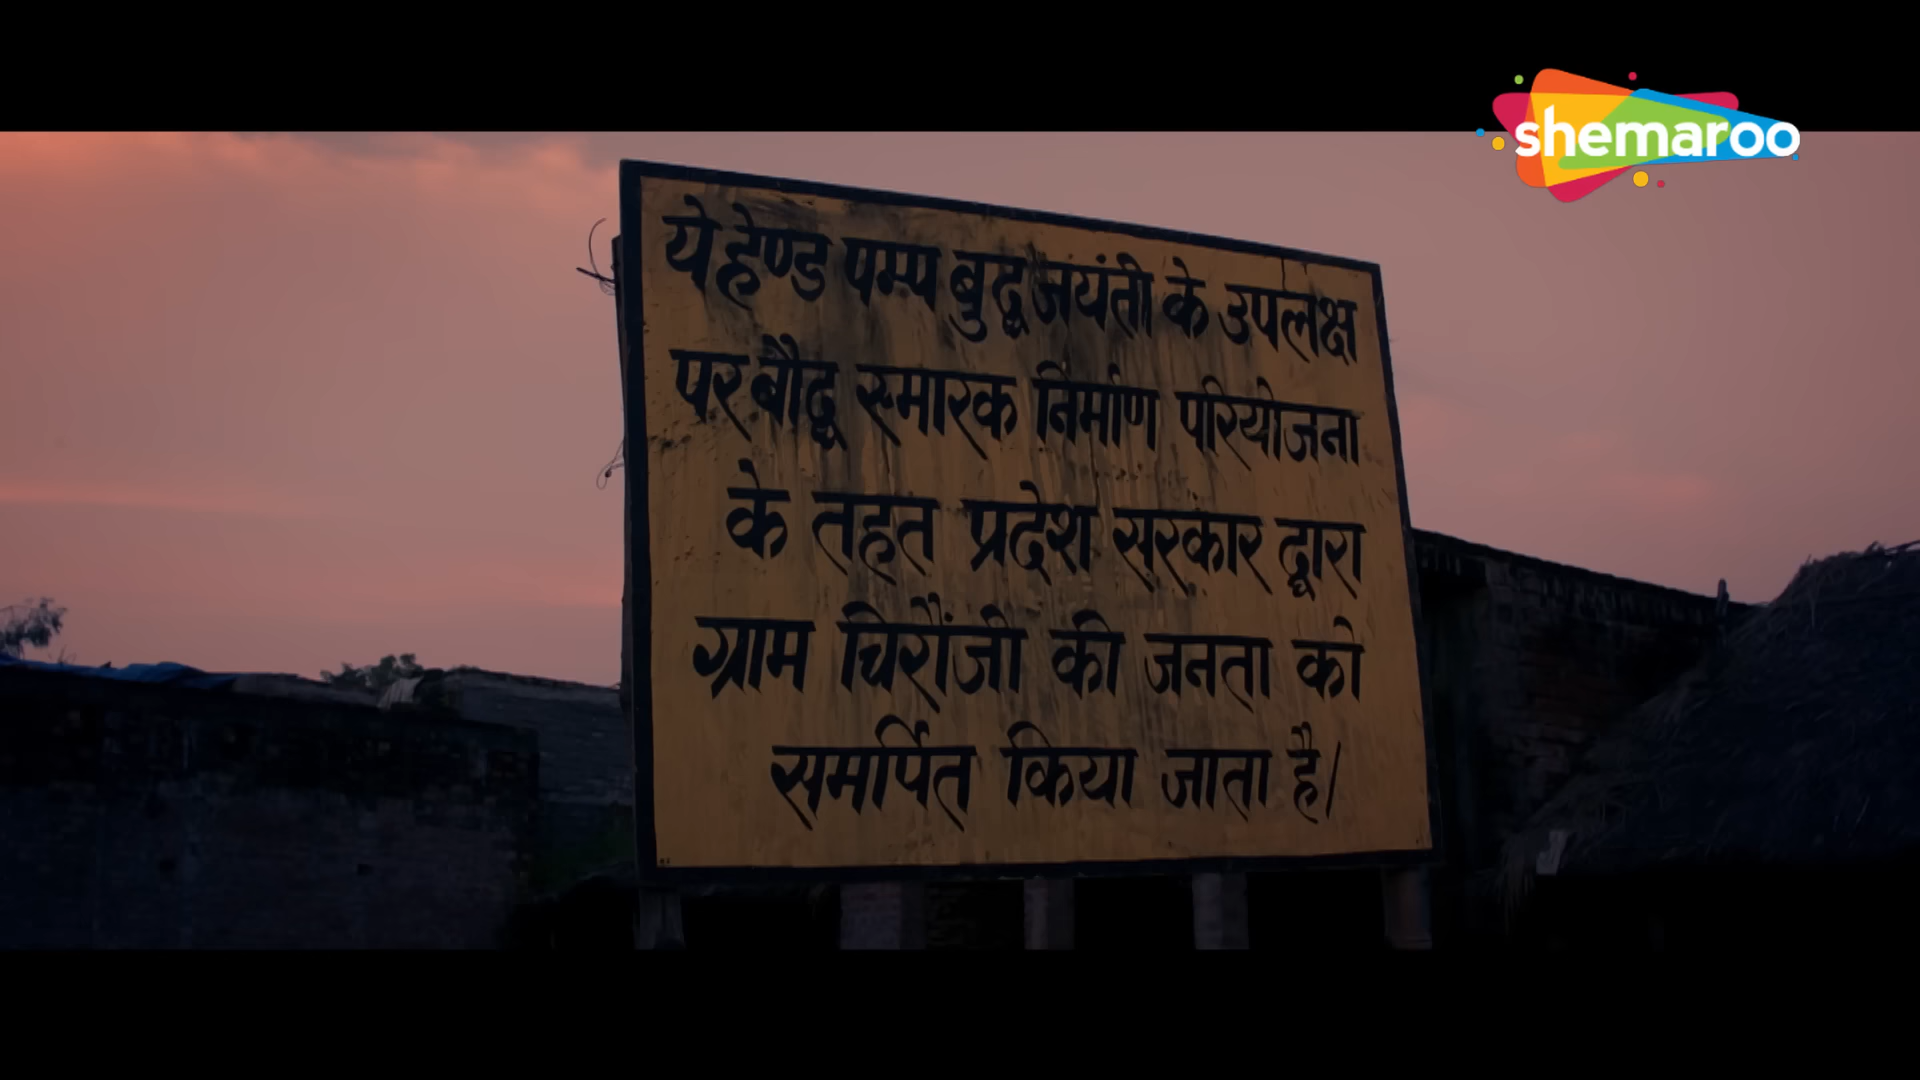 shemaroo
ये हेण्ड पम्प बुद्ध जयंती के उपलक्ष
पर बौद्ध स्मारक निर्माण परियोजना
के तहत प्रदेश सरकार द्वारा
ग्राम चिरौंजी की जनता को
समर्पित किया जाता है।